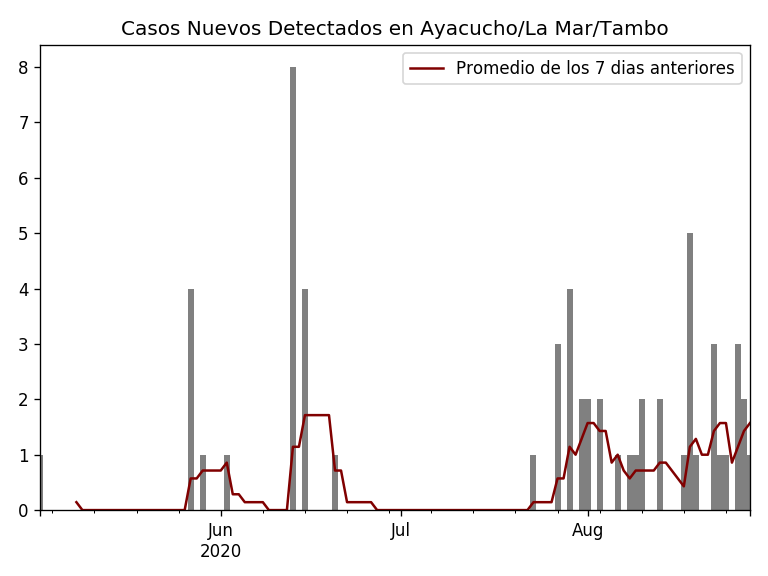 Casos Nuevos Detectados en Ayacucho/La Mar/Tambo
Promedio de los 7 dias anteriores
8
7
6
5
4
3
2
1
0
Jun
2020
Jul
Aug